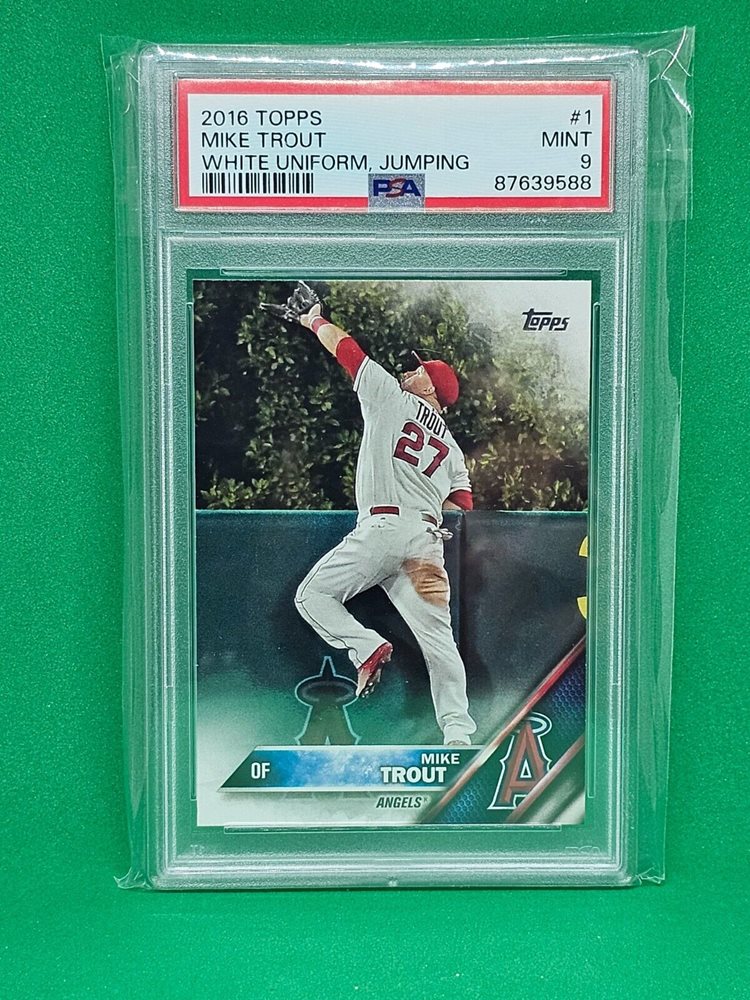 2016 TOPPS #1
MIKE TROUT MINT
WHITE UNIFORM, JUMPING 9
PSA 87639588
Topps
TROUT
27
OF
MIKE
TROUT
ANGELS
A